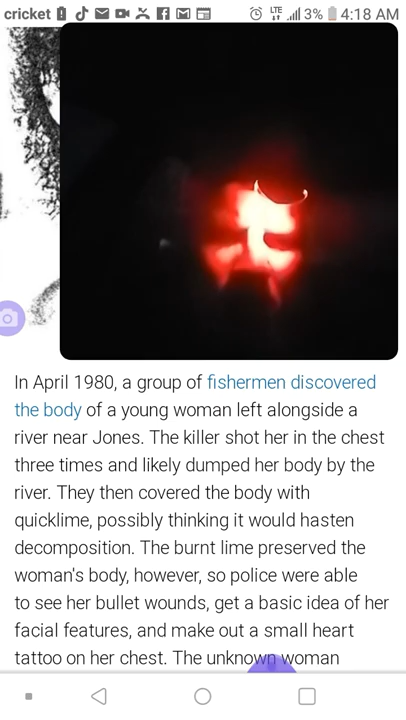 cricket LTE 3% 4:18 AM
In April 1980, a group of fishermen discovered
the body of a young woman left alongside a
river near Jones. The killer shot her in the chest
three times and likely dumped her body by the
river. They then covered the body with
quicklime, possibly thinking it would hasten
decomposition. The burnt lime preserved the
woman's body, however, so police were able
to see her bullet wounds, get a basic idea of her
facial features, and make out a small heart
tattoo on her chest. The unknown woman